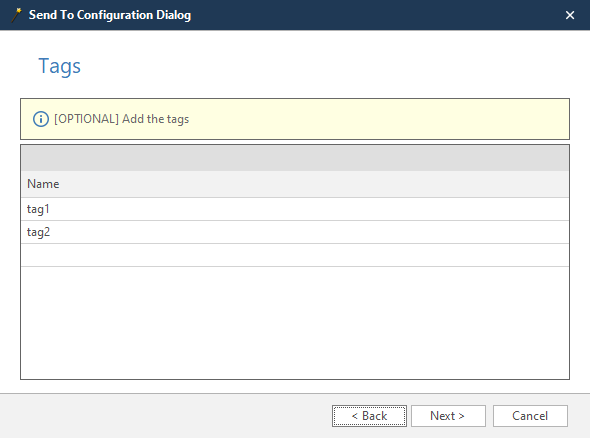 Send To Configuration Dialog
Tags
[OPTIONAL] Add the tags
Name
tag1
tag2
< Back
Next >
Cancel